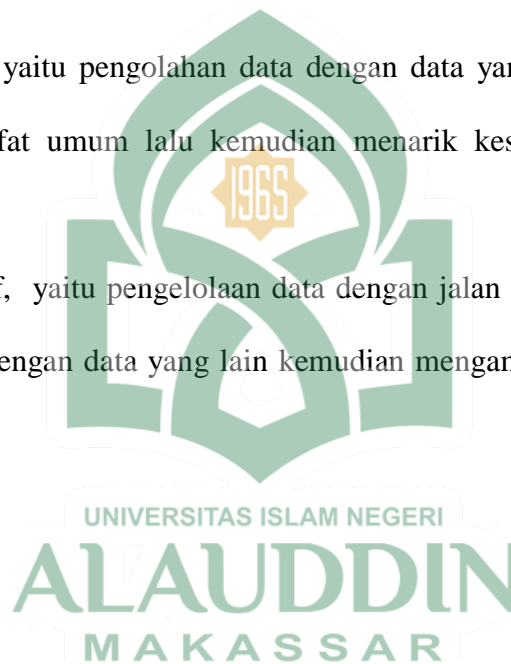 yaitu pengolahan data dengan data yan
fat umum lalu kemudian menarik kes
1965
f, yaitu pengelolaan data dengan jalan
engan data yang lain kemudian mengan
UNIVERSITAS ISLAM NEGERI
ALAUDDIN
MAKASSAR